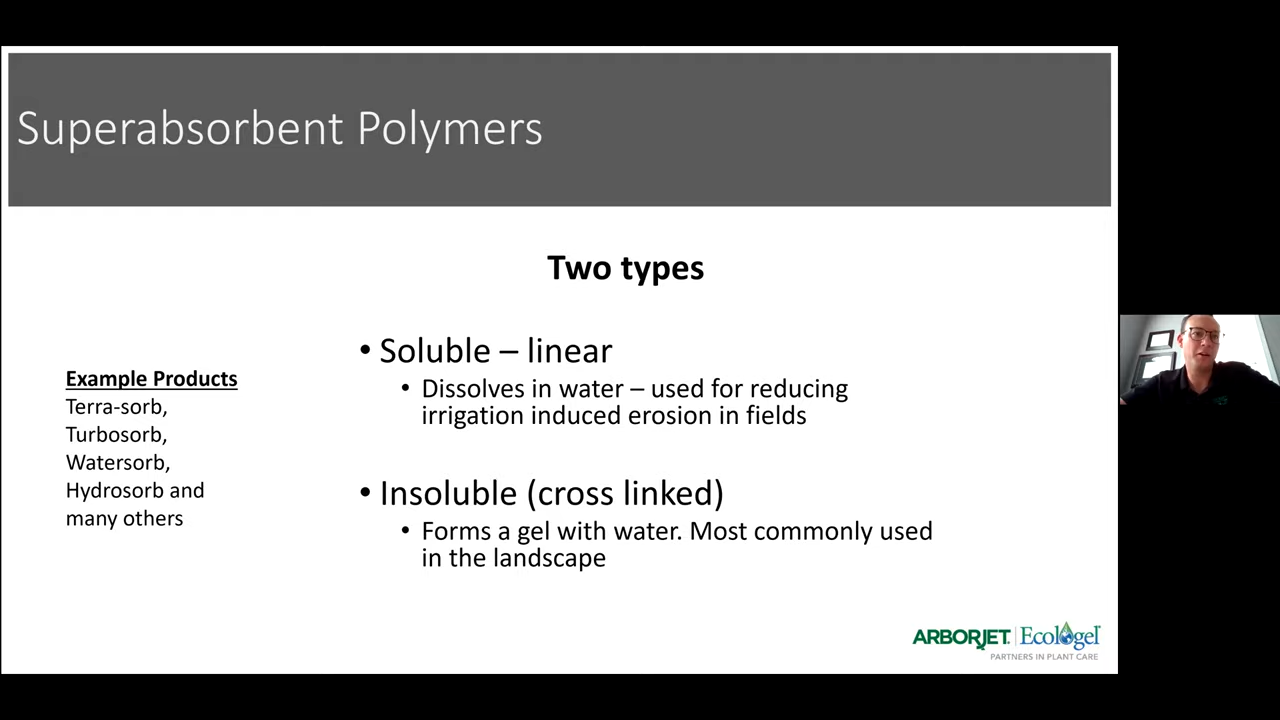 Superabsorbent Polymers
Two types
Example Products
Terra-sorb,
Turbosorb,
Watersorb,
Hydrosorb and
many others
• Soluble – linear
• Dissolves in water – used for reducing
irrigation induced erosion in fields
• Insoluble (cross linked)
• Forms a gel with water. Most commonly used
in the landscape
ARBORJET | Ecologel
PARTNERS IN PLANT CARE